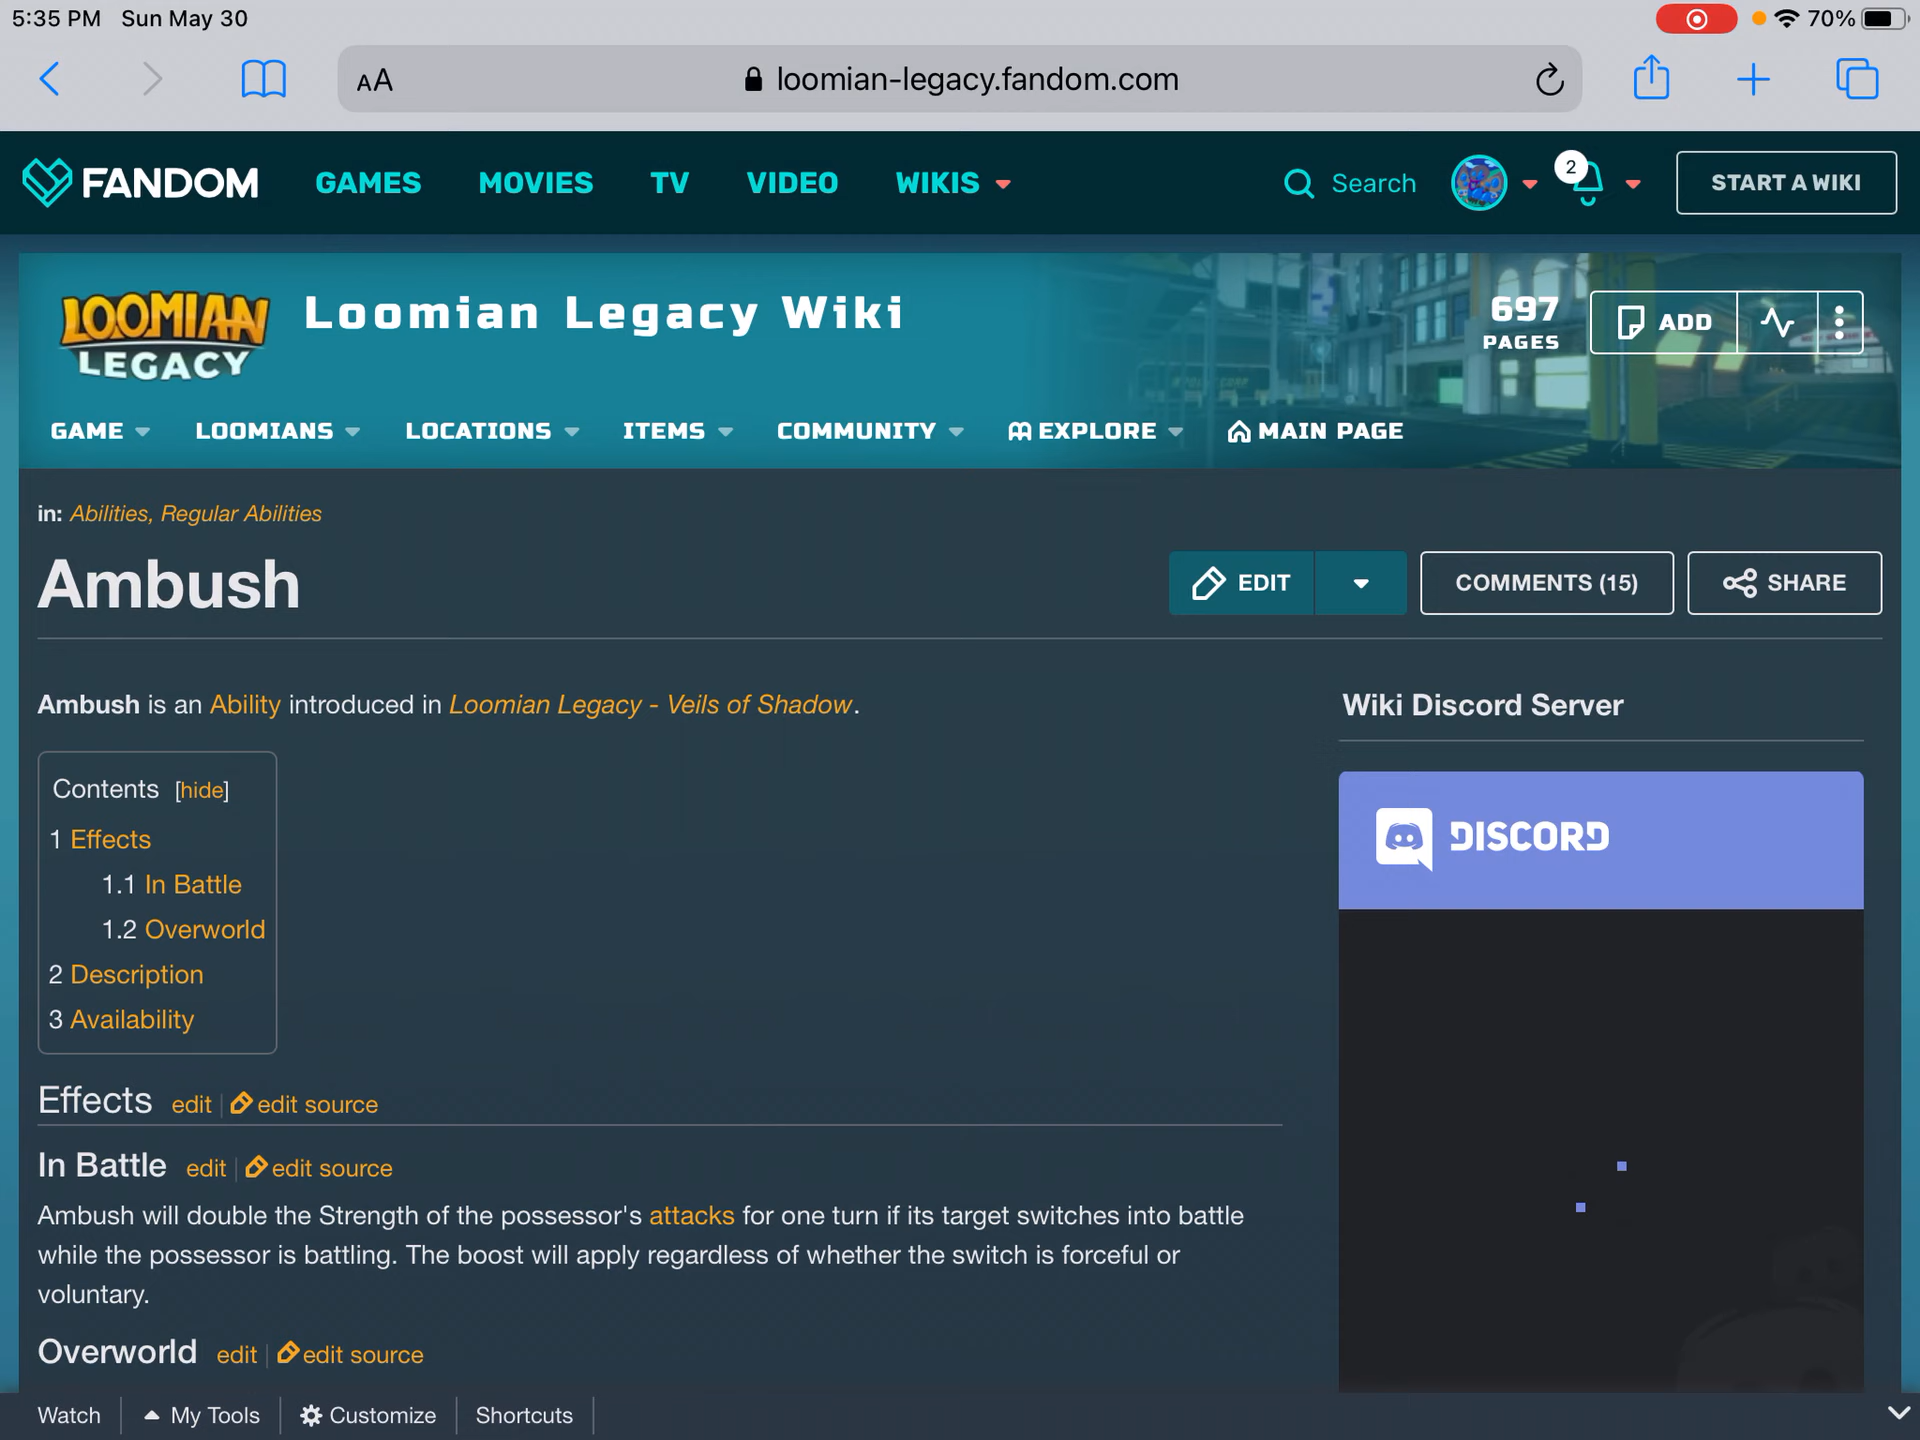 5:35 PM Sun May 30 70%
AA loomian-legacy.fandom.com
FANDOM GAMES MOVIES TV VIDEO WIKIS Search 2 START A WIKI
LOOMIAN LEGACY
Loomian Legacy Wiki
697 PAGES
ADD
GAME LOOMIANS LOCATIONS ITEMS COMMUNITY EXPLORE MAIN PAGE
in: Abilities, Regular Abilities
Ambush
EDIT COMMENTS (15) SHARE
Ambush is an Ability introduced in Loomian Legacy - Veils of Shadow.
Contents [hide]
1 Effects
1.1 In Battle
1.2 Overworld
2 Description
3 Availability
Wiki Discord Server
DISCORD
Effects edit | edit source
In Battle edit | edit source
Ambush will double the Strength of the possessor's attacks for one turn if its target switches into battle
while the possessor is battling. The boost will apply regardless of whether the switch is forceful or
voluntary.
Overworld edit | edit source
Watch My Tools Customize Shortcuts